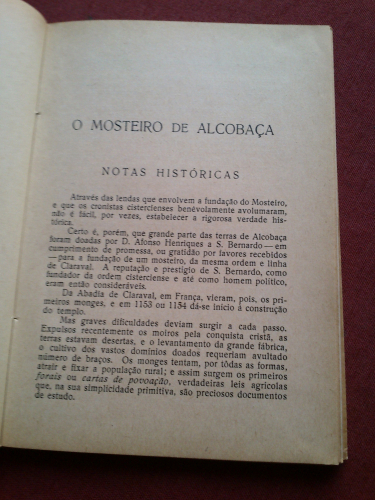 O MOSTEIRO DE ALCOBAÇA
NOTAS HISTÓRICAS
Através das lendas que envolvem a fundação do Mosteiro,
e que os cronistas cistercienses benèvolamente avolumaram,
não é fácil, por vezes, estabelecer a rigorosa verdade his-
tórica.
Certo é, porém, que grande parte das terras de Alcobaça
foram doadas por D. Afonso Henriques a S. Bernardo—em
cumprimento de promessa, ou gratidão por favores recebidos
—para a fundação de um mosteiro, da mesma ordem e linha
de Claraval. A reputação e prestígio de S. Bernardo, como
fundador da ordem cisterciense e até como homem político,
eram então consideráveis.
Da Abadia de Claraval, em França, vieram, pois, os pri-
meiros monges, e em 1153 ou 1154 dá-se início à construção
do templo.
Mas graves dificuldades deviam surgir a cada passo.
Expulsos recentemente os moiros pela conquista cristã, as
terras estavam desertas, e o levantamento da grande fábrica,
o cultivo dos vastos domínios doados requeriam avultado
número de braços. Os monges tentam, por tôdas as formas,
atrair e fixar a população rural; e assim surgem os primeiros
forais ou cartas de povoação, verdadeiras leis agrícolas
que, na sua simplicidade primitiva, são preciosos documentos
de estudo.